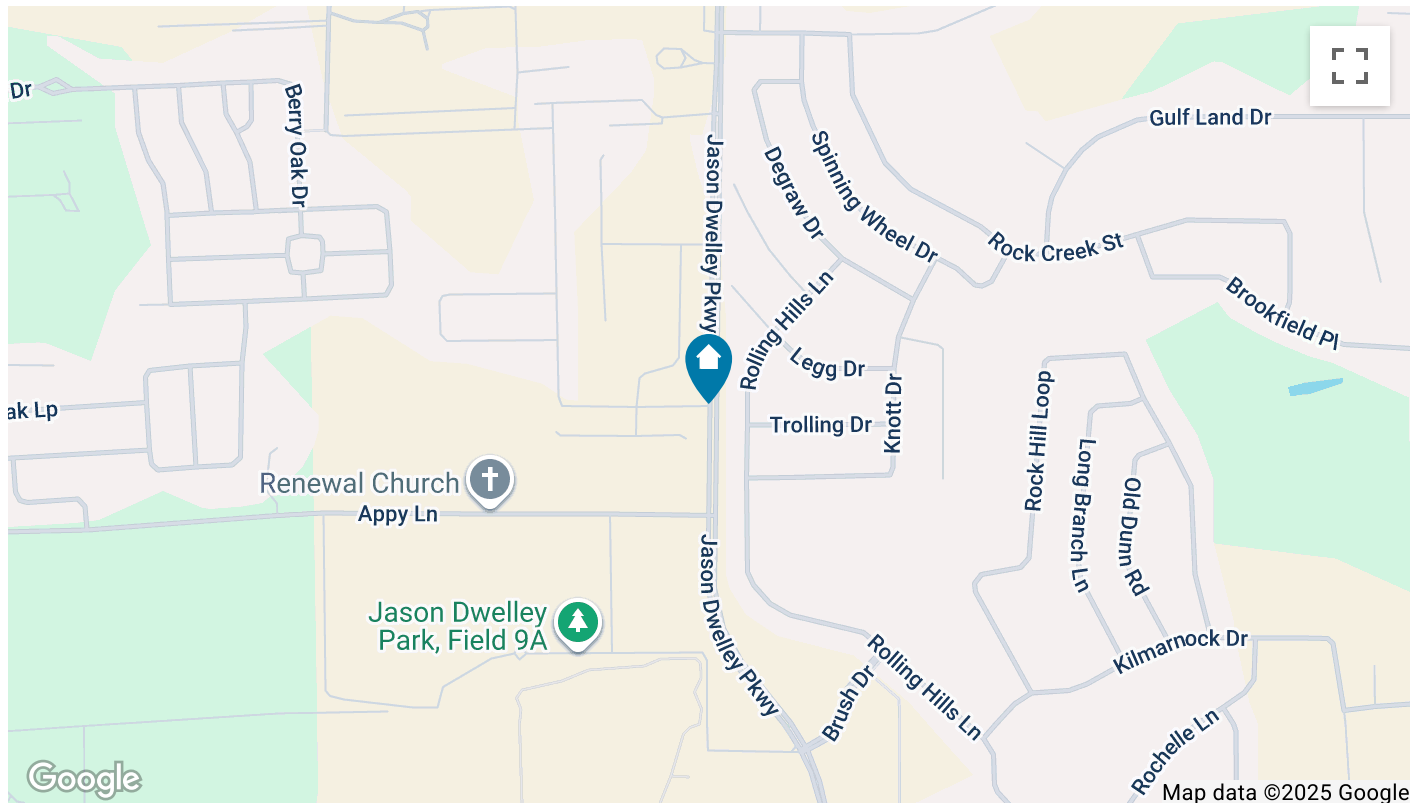 Dr
Berry Oak Dr
Gulf Land Dr
Jason Dwelley Pkwy
Degraw Dr
Spinning Wheel Dr
Rock Creek St
Brookfield Pl
Rolling Hills Ln
Legg Dr
Knott Dr
Trolling Dr
ak Lp
Rock Hill Loop
Long Branch Ln
Old Dunn Rd
Renewal Church
Appy Ln
Jason Dwelley Pkwy
Jason Dwelley
Park, Field 9A
Kilmarnock Dr
Rolling Hills Ln
Brush Dr
Rochelle Ln
Google
Map data ©2025 Google